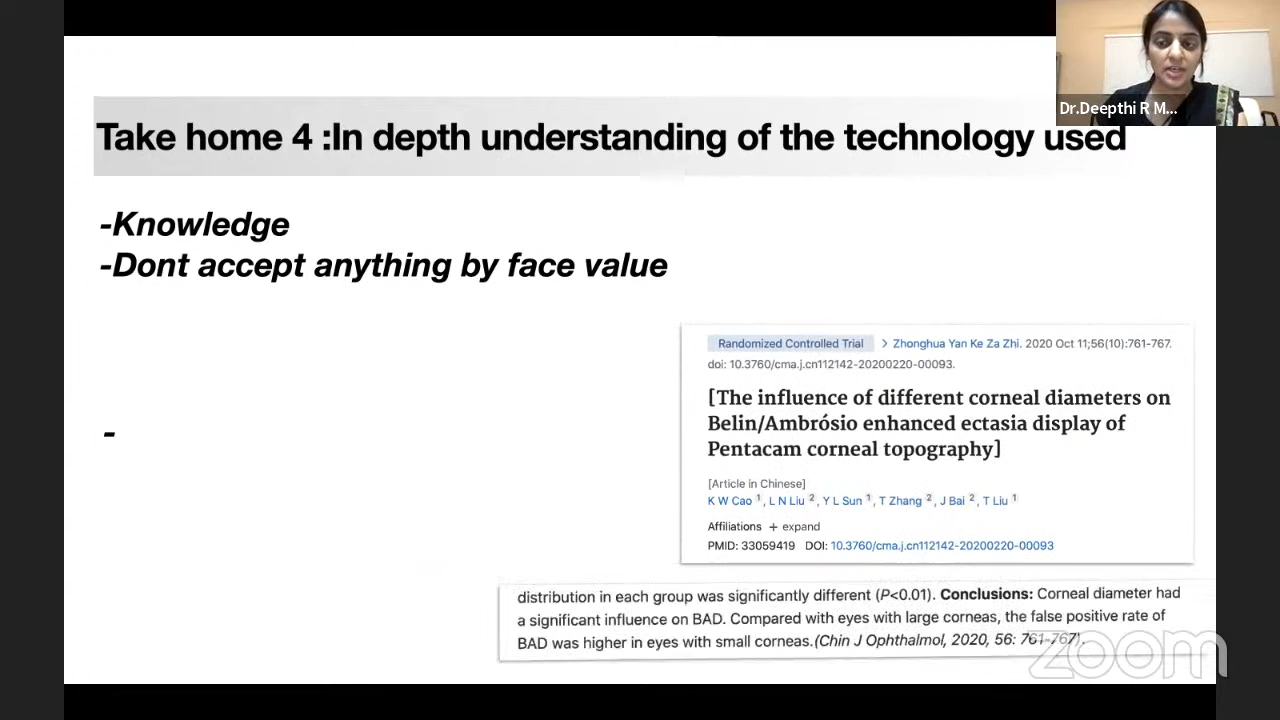 Dr.Deepthi R M...
Take home 4 :In depth understanding of the technology used
-Knowledge
-Dont accept anything by face value
-
Randomized Controlled Trial > Zhonghua Yan Ke Za Zhi. 2020 Oct 11;56(10):761-767.
doi: 10.3760/cma.j.cn112142-20200220-00093.
[The influence of different corneal diameters on
Belin/Ambrósio enhanced ectasia display of
Pentacam corneal topography]
[Article in Chinese]
K W Cao 1, L N Liu 2, Y L Sun 1, T Zhang 2, J Bai 2, T Liu 1
Affiliations + expand
PMID: 33059419 DOI: 10.3760/cma.j.cn112142-20200220-00093
distribution in each group was significantly different (P<0.01). Conclusions: Corneal diameter had
a significant influence on BAD. Compared with eyes with large corneas, the false positive rate of
BAD was higher in eyes with small corneas.(Chin J Ophthalmol, 2020, 56: 761-767).
zoom